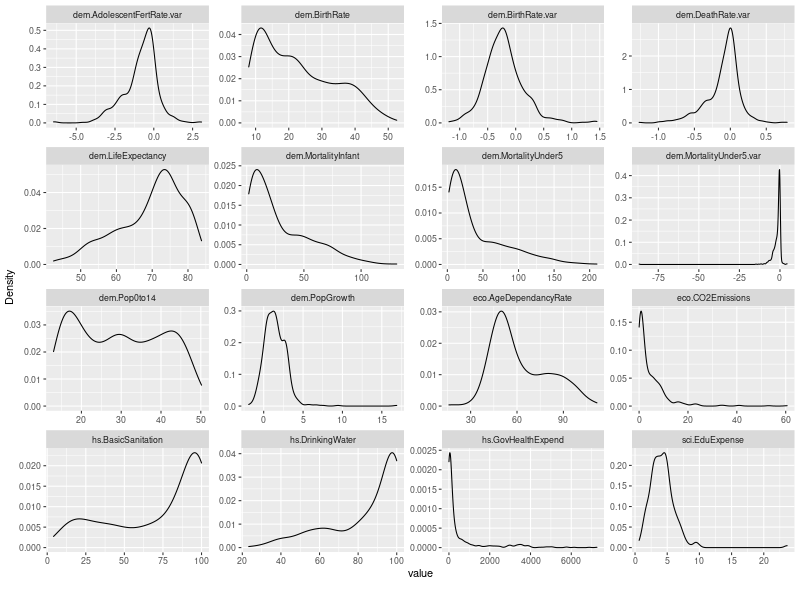 dem.AdolescentFertRate.var
dem.BirthRate
dem.BirthRate.var
dem.DeathRate.var
0.5
0.4
0.3
0.2
0.1
0.0
-5.0 -2.5 0.0 2.5
0.04
0.03
0.02
0.01
0.00
10 20 30 40 50
1.5
1.0
0.5
0.0
-1.0 -0.5 0.0 0.5 1.0 1.5
2
1
0
-1.0 -0.5 0.0 0.5
dem.LifeExpectancy
dem.MortalityInfant
dem.MortalityUnder5
dem.MortalityUnder5.var
0.04
0.02
0.00
50 60 70 80
0.025
0.020
0.015
0.010
0.005
0.000
0 50 100
0.015
0.010
0.005
0.000
0 50 100 150 200
0.4
0.3
0.2
0.1
0.0
-75 -50 -25 0
Density
dem.Pop0to14
dem.PopGrowth
eco.AgeDependancyRate
eco.CO2Emissions
0.03
0.02
0.01
0.00
20 30 40 50
0.3
0.2
0.1
0.0
0 5 10 15
0.03
0.02
0.01
0.00
30 60 90
0.15
0.10
0.05
0.00
0 20 40 60
hs.BasicSanitation
hs.DrinkingWater
hs.GovHealthExpend
sci.EduExpense
0.020
0.015
0.010
0.005
0.000
0 25 50 75 100
0.04
0.03
0.02
0.01
0.00
20 40 60 80 100
0.0025
0.0020
0.0015
0.0010
0.0005
0.0000
0 2000 4000 6000
0.20
0.15
0.10
0.05
0.00
0 5 10 15 20
value